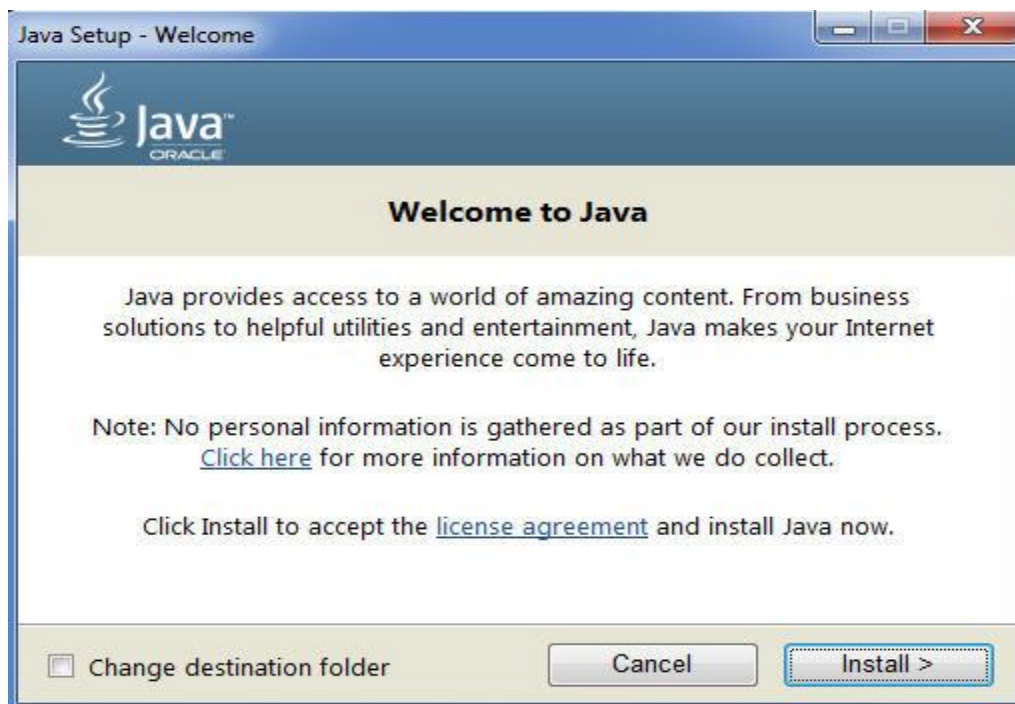 Java Setup - Welcome
Java™
ORACLE
Welcome to Java
Java provides access to a world of amazing content. From business
solutions to helpful utilities and entertainment, Java makes your Internet
experience come to life.
Note: No personal information is gathered as part of our install process.
Click here for more information on what we do collect.
Click Install to accept the license agreement and install Java now.
Change destination folder
Cancel
Install >